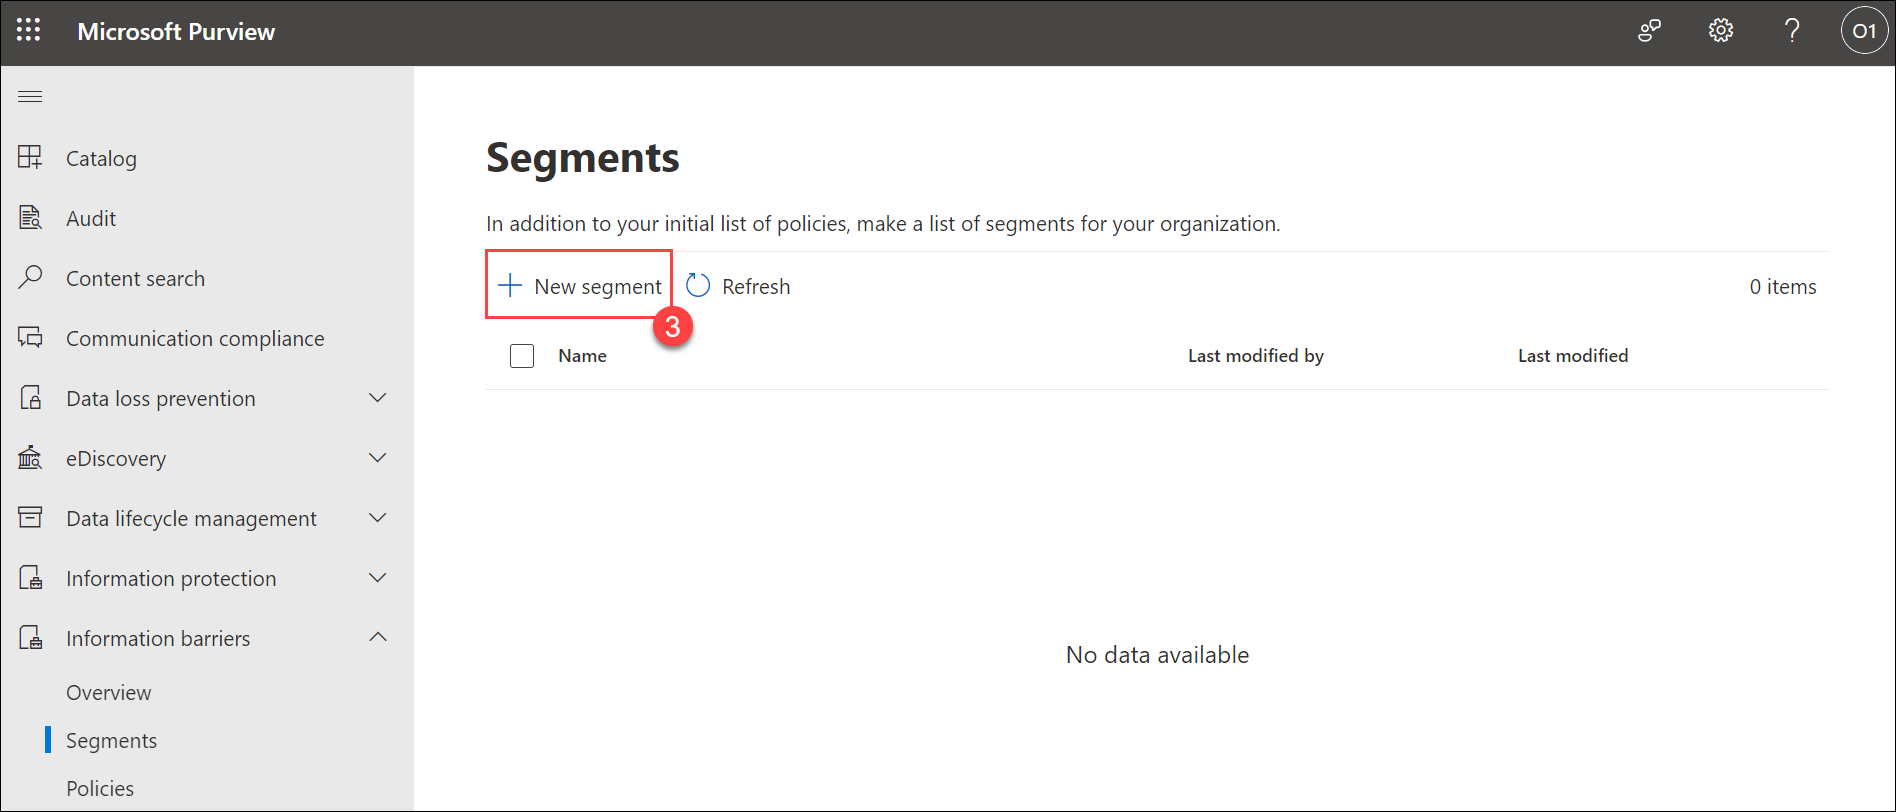 Microsoft Purview
O1
Catalog
Audit
Content search
Communication compliance
Data loss prevention
eDiscovery
Data lifecycle management
Information protection
Information barriers
Overview
Segments
Policies
Segments
In addition to your initial list of policies, make a list of segments for your organization.
New segment Refresh 0 items
3
Name Last modified by Last modified
No data available